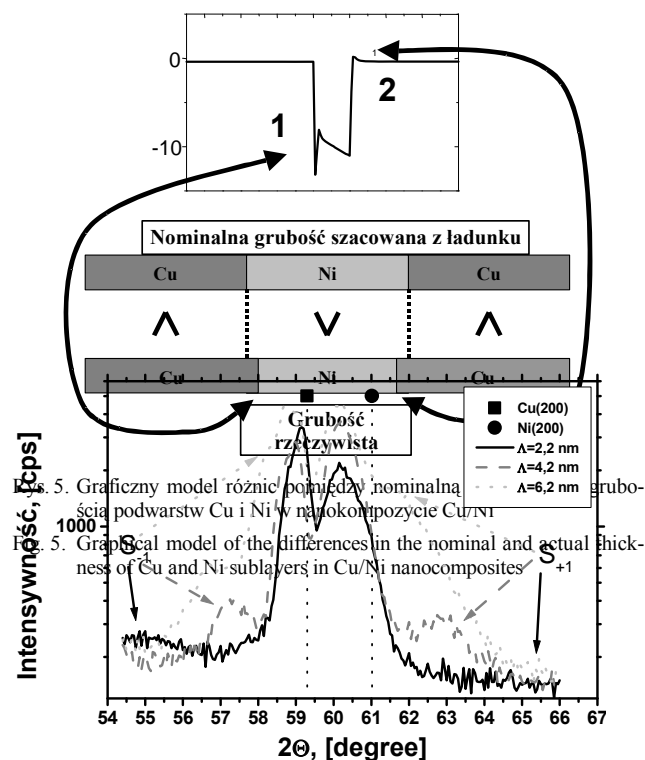 0
1
2
1
-10
Nominalna grubość szacowana z ładunku
Cu Ni Cu
< > <
Cu Ni Cu
Grubość
rzeczywista
Cu(200)
Ni(200)
Λ=2,2 nm
Λ=4,2 nm
Λ=6,2 nm
Rys. 5. Graficzny model różnic pomiędzy nominalną grubo-
ścią podwarstw Cu i Ni w nanokompozycie Cu/Ni
Fig. 5. Graphical model of the differences in the nominal and actual thick-
ness of Cu and Ni sublayers in Cu/Ni nanocomposites
S-1
S+1
1000
Intensywność, [cps]
54 55 56 57 58 59 60 61 62 63 64 65 66 67
2Θ, [degree]